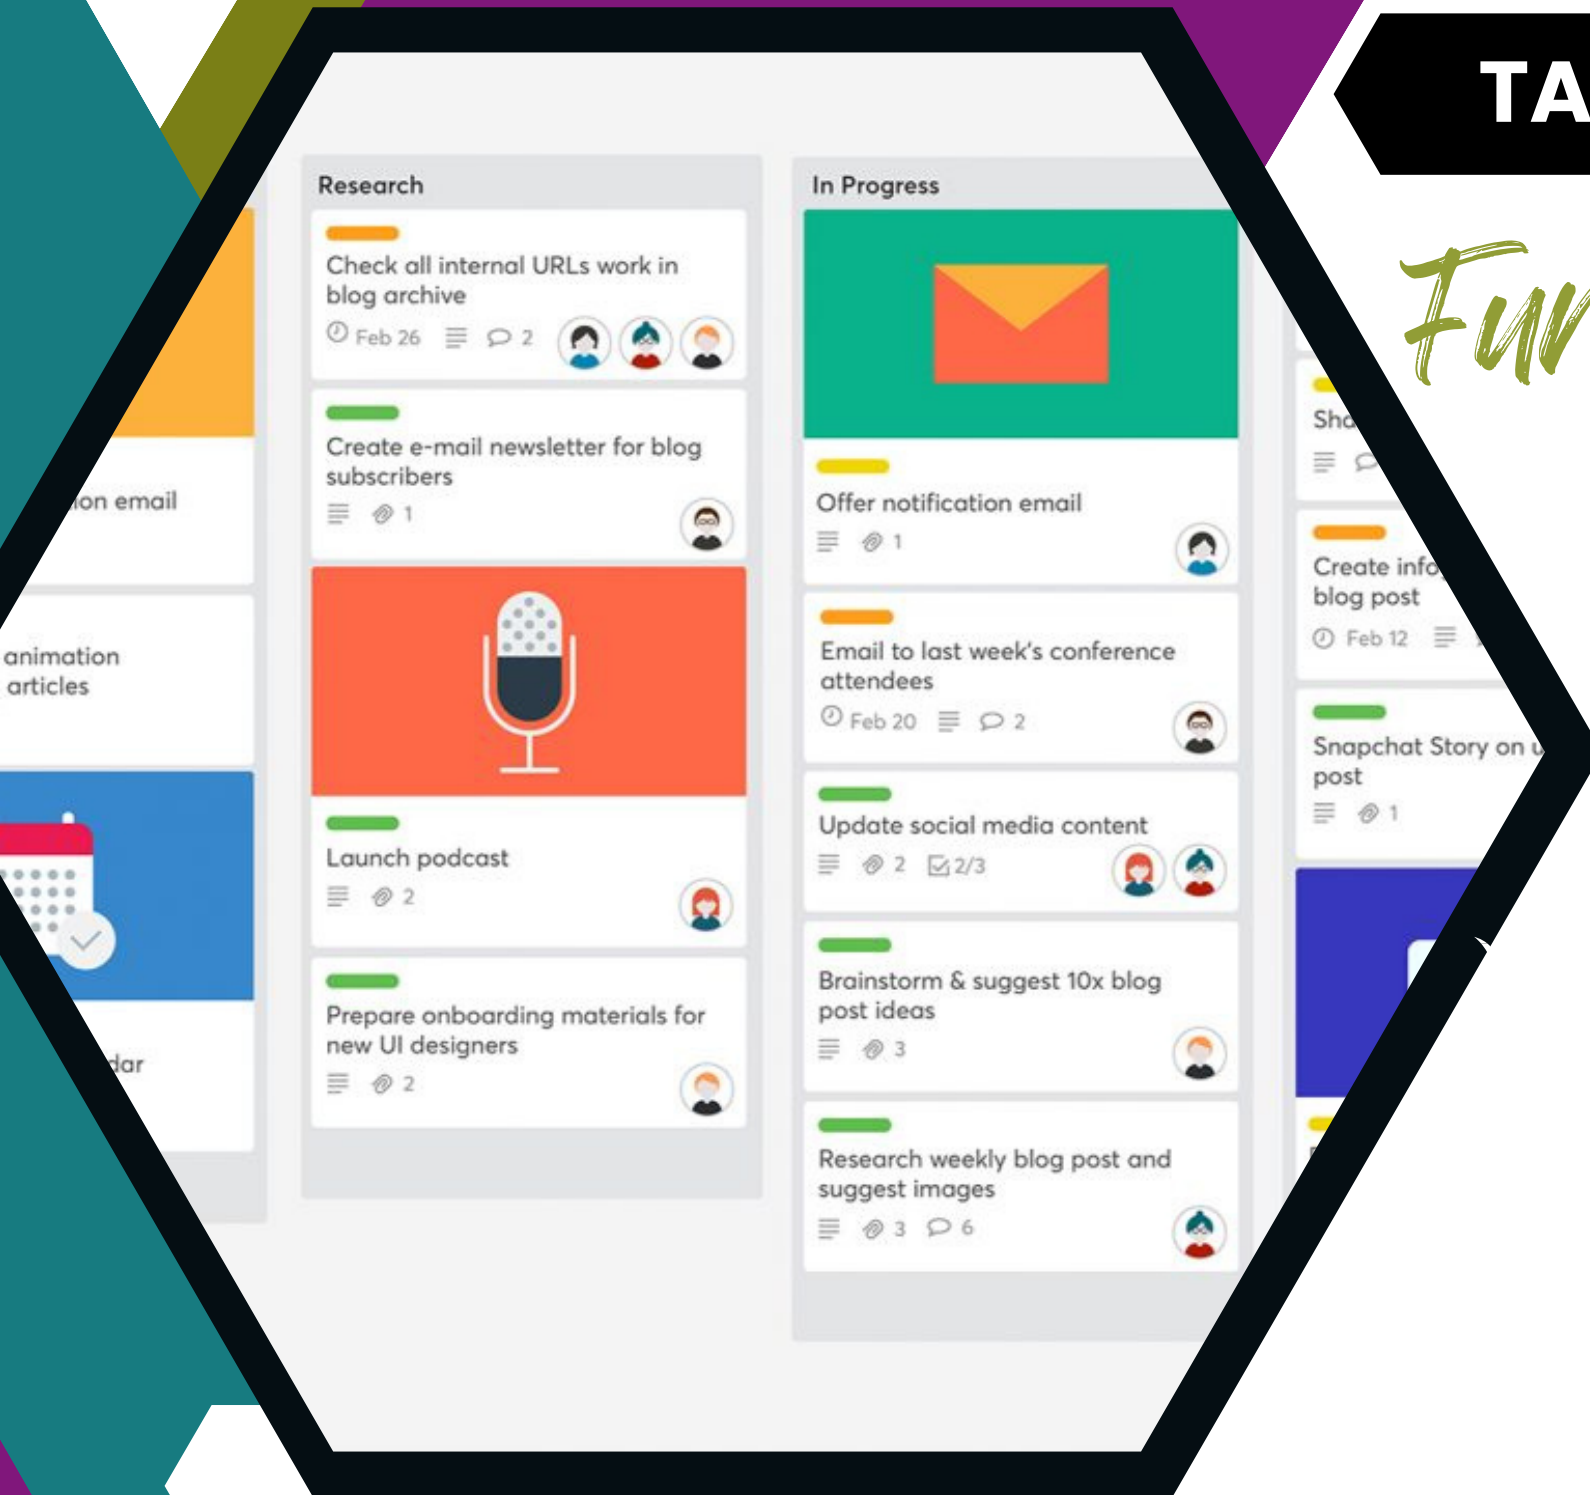 TA
Research
In Progress
Check all internal URLs work in
blog archive
Feb 26
2
Create e-mail newsletter for blog
subscribers
1
email
Offer notification email
1
animation
articles
Email to last week's conference
attendees
Feb 20
2
Launch podcast
2
Update social media content
2
2/3
Prepare onboarding materials for
new UI designers
2
Brainstorm & suggest 10x blog
post ideas
3
Research weekly blog post and
suggest images
3
6
Create
blog post
Feb 12
Snapchat Story on
post
1